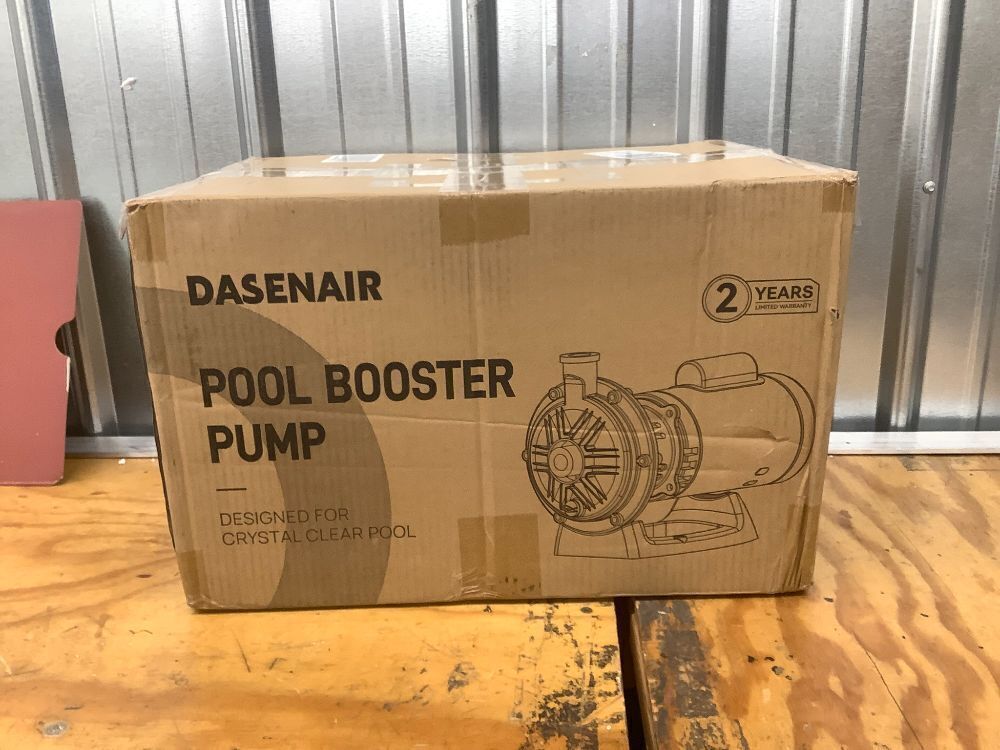 DASENAIR
2 YEARS
LIMITED WARRANTY
POOL BOOSTER
PUMP
DESIGNED FOR
CRYSTAL CLEAR POOL